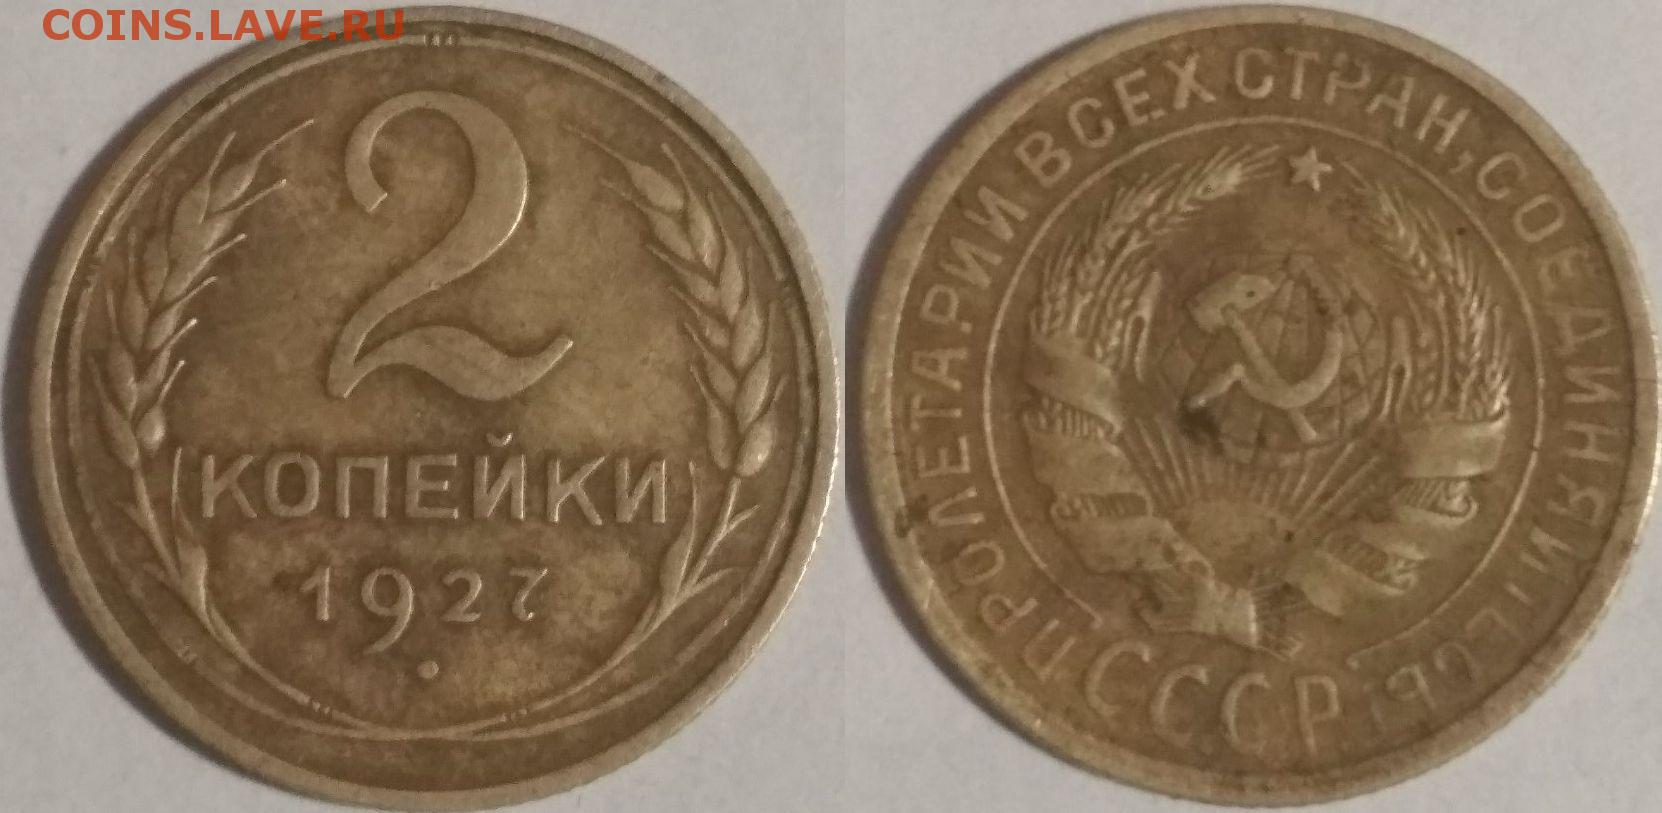 COINS.LAVE.RU
2
КОПЕЙКИ
1927
ПРОЛЕТАРИИ ВСЕХ СТРАН, СОЕДИНЯЙТЕСЬ!
СССР